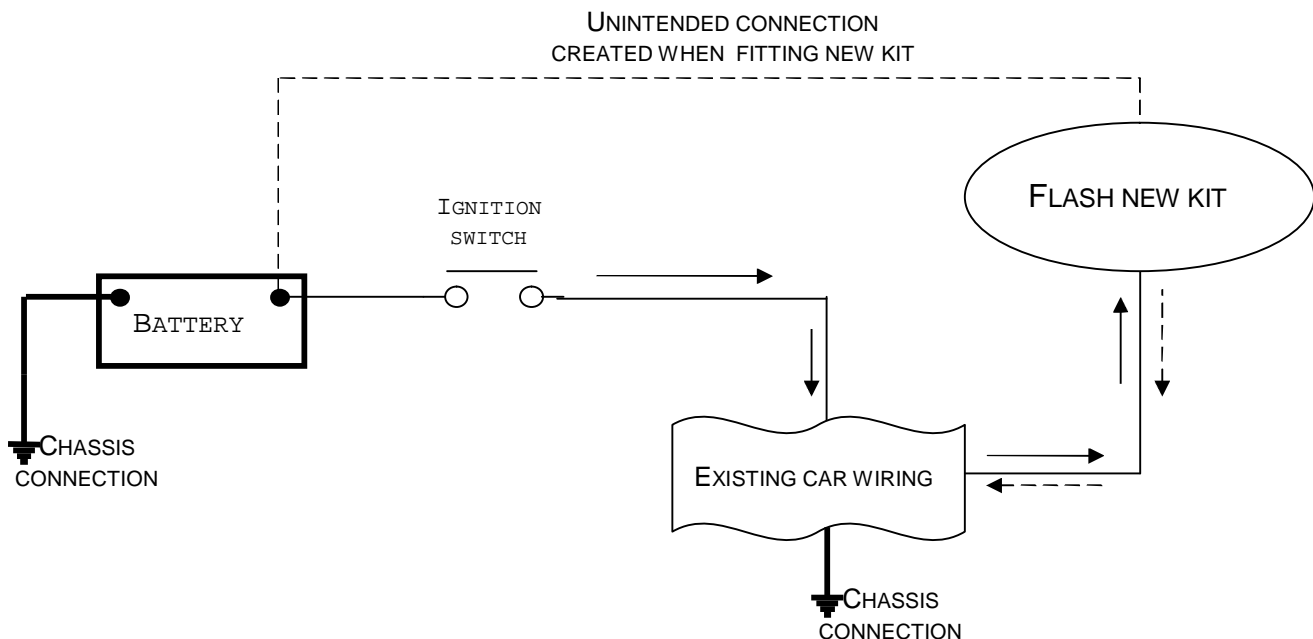 UNINTENDED CONNECTION
CREATED WHEN FITTING NEW KIT
FLASH NEW KIT
IGNITION
SWITCH
BATTERY
CHASSIS
CONNECTION
EXISTING CAR WIRING
CHASSIS
CONNECTION